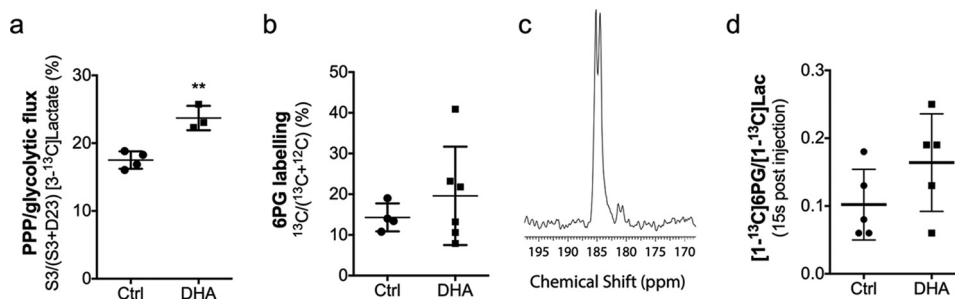 a
PPP/glycolytic flux
S3/(S3+D23) [3-¹³C]Lactate (%)
30
20
10
0
**
Ctrl
DHA
b
6PG labelling
¹³C/(¹³C+¹²C) (%)
50
40
30
20
10
0
Ctrl
DHA
c
195
190
185
180
175
170
Chemical Shift (ppm)
d
[1-¹³C]6PG/[1-¹³C]Lac
(15s post injection)
0.3
0.2
0.1
0.0
Ctrl
DHA